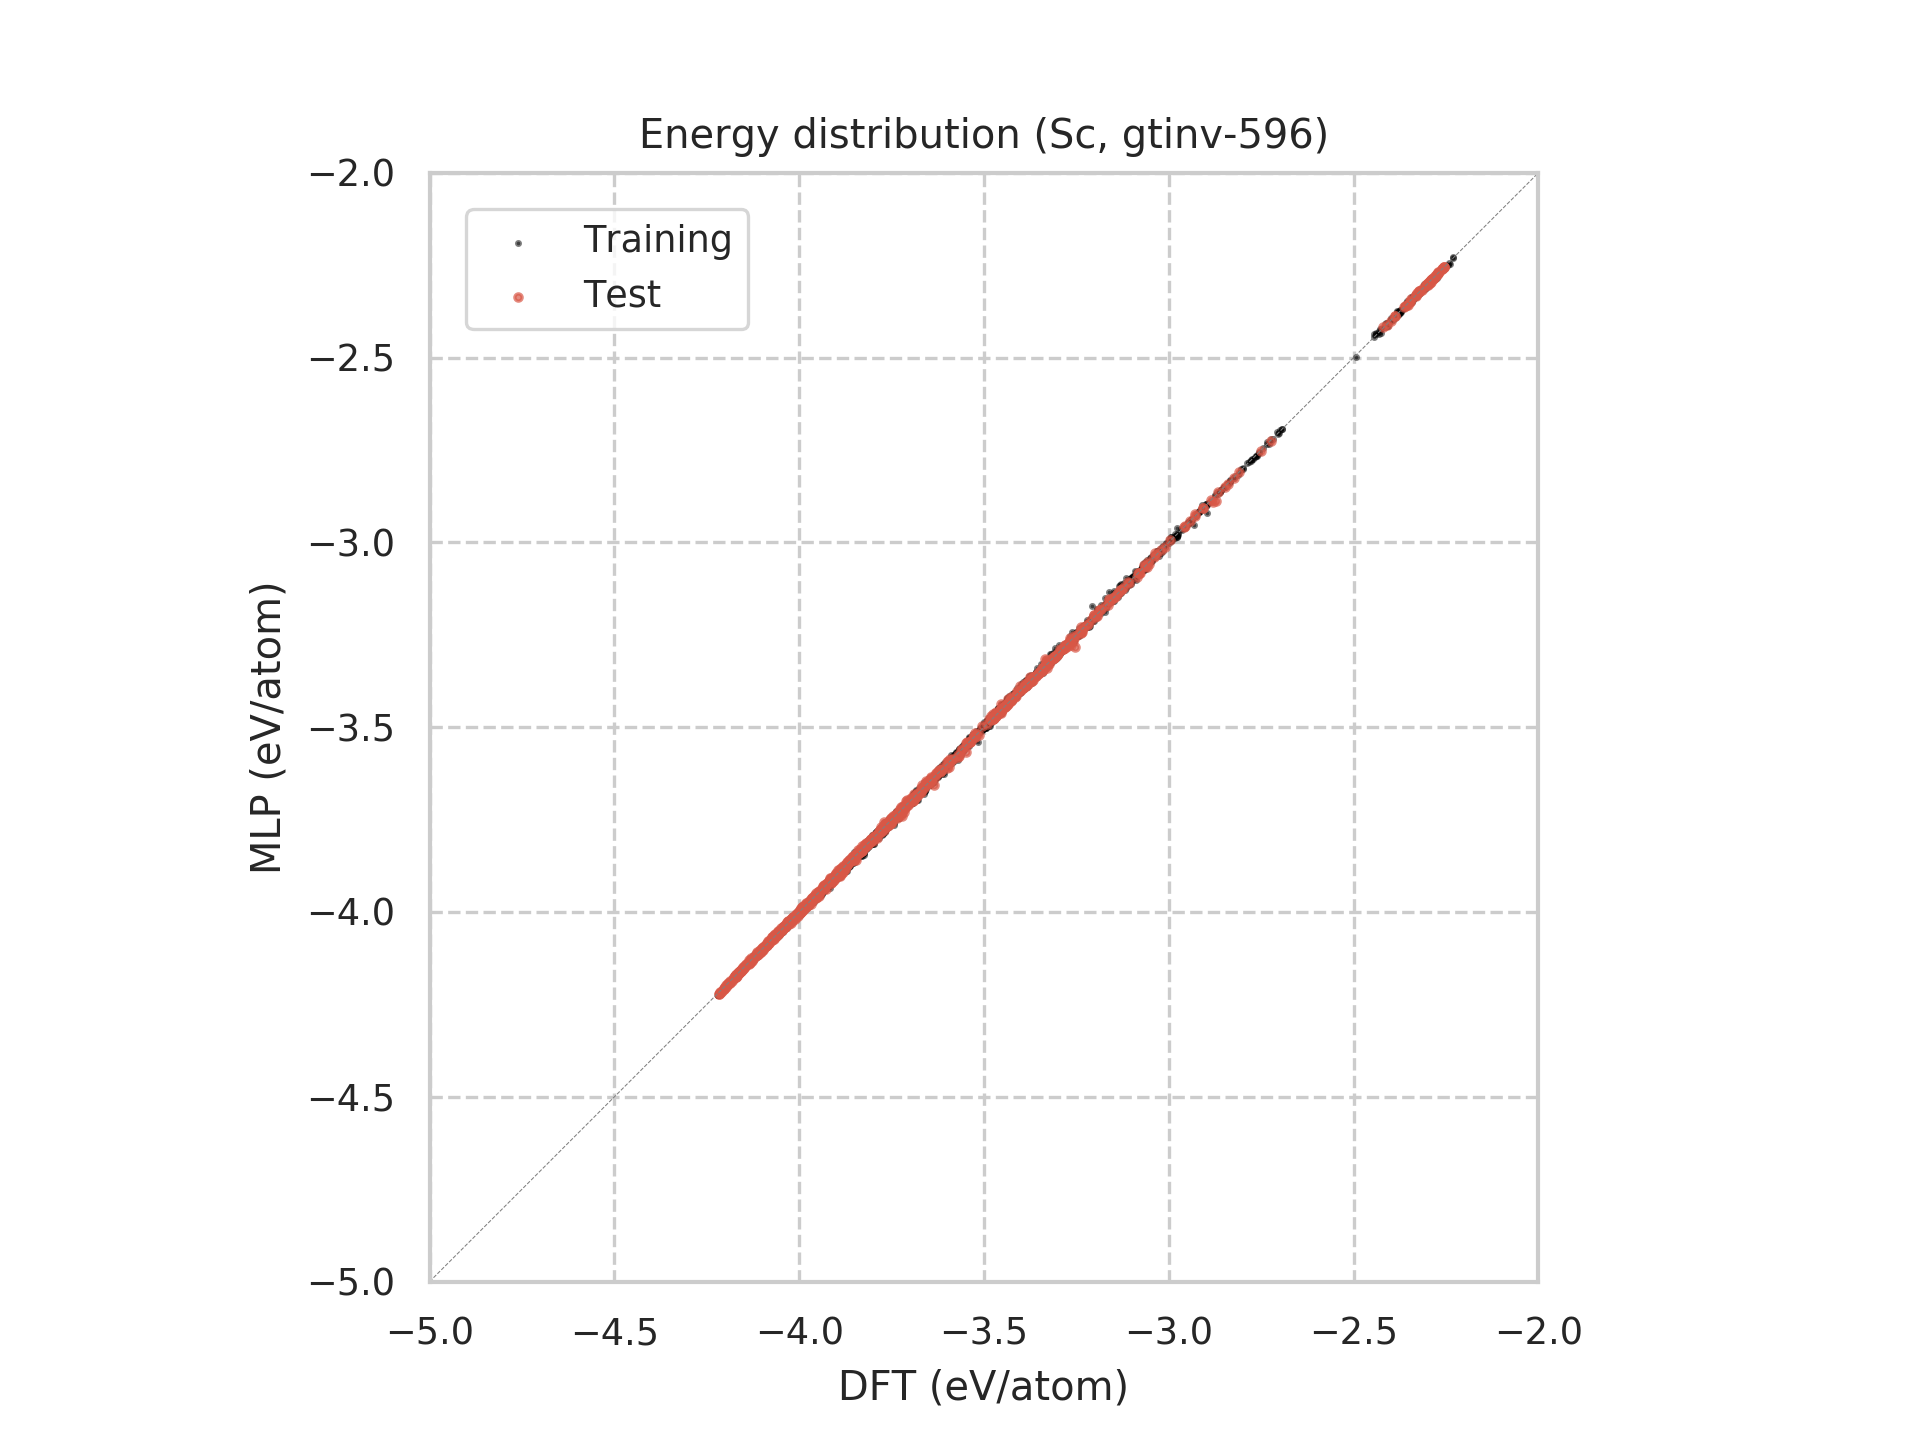 Energy distribution (Sc, gtinv-596)
−2.0
−2.5
−3.0
−3.5
−4.0
−4.5
−5.0
MLP (eV/atom)
Training
Test
−5.0 −4.5 −4.0 −3.5 −3.0 −2.5 −2.0
DFT (eV/atom)